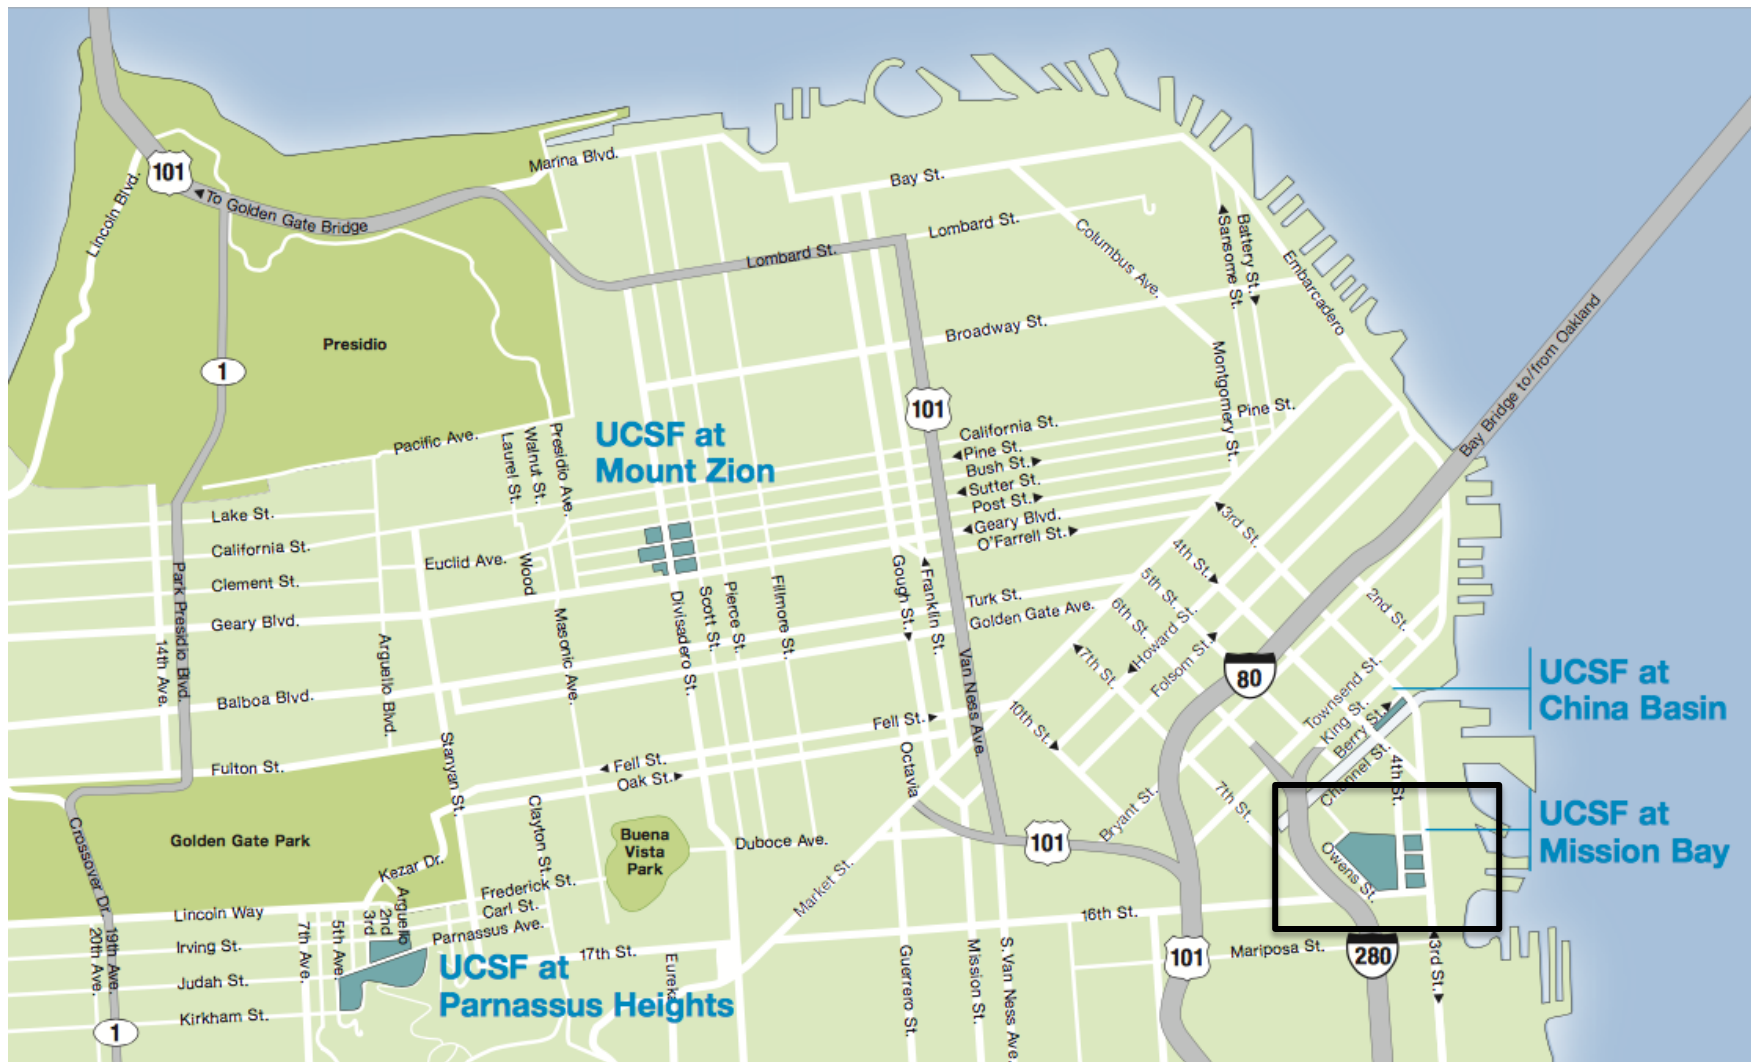 101
To Golden Gate Bridge
Lincoln Blvd.
Marina Blvd.
Bay St.
Lombard St.
Lombard St.
Columbus Ave.
Sansome St.
Battery St.
Embarcadero
Broadway St.
Bay Bridge to/from Oakland
Presidio
1
101
Montgomery St.
Pine St.
Pacific Ave.
Laurel St.
Walnut St.
Presidio Ave.
UCSF at
Mount Zion
California St.
Pine St.
Bush St.
Sutter St.
Post St.
Geary Blvd.
O'Farrell St.
Lake St.
California St.
Clement St.
Geary Blvd.
Euclid Ave.
Wood
Park Presidio Blvd.
14th Ave.
Arguello Blvd.
Balboa Blvd.
Fulton St.
Stanyan St.
Masonic Ave.
Divisadero St.
Scott St.
Pierce St.
Fillmore St.
Gough St.
Franklin St.
Turk St.
Golden Gate Ave.
Van Ness Ave.
3rd St.
4th St.
5th St.
6th St.
Howard St.
Folsom St.
7th St.
10th St.
2nd St.
80
Townsend St.
King St.
Berry St.
Channel St.
4th St.
UCSF at
China Basin
UCSF at
Mission Bay
Fell St.
Fell St.
Oak St.
Octavia
Clayton St.
Buena
Vista
Park
Duboce Ave.
101
Bryant St.
7th St.
Owens St.
Market St.
Golden Gate Park
Crossover Dr.
Kezar Dr.
Frederick St.
Carl St.
Parnassus Ave.
Lincoln Way
Irving St.
Judah St.
Kirkham St.
20th Ave.
19th Ave.
7th Ave.
5th Ave.
3rd
2nd
Arguello
1
UCSF at
Parnassus Heights
17th St.
Eureka
16th St.
Guerrero St.
Mission St.
S.Van Ness Ave.
101
Mariposa St.
280
3rd St.